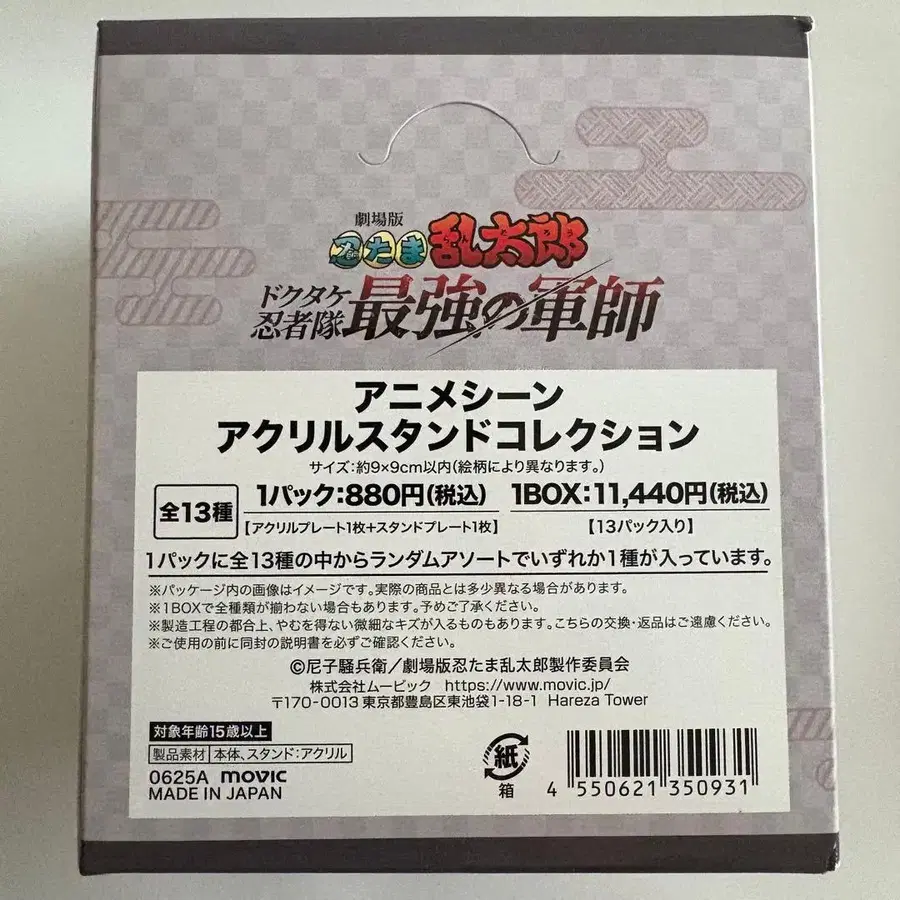 劇場版
忍たま乱太郎
ドクタケ忍者隊 最強の軍師
アニメシーン
アクリルスタンドコレクション
サイズ：約9×9cm以内(絵柄により異なります。)
全13種 1パック：880円(税込) 1BOX：11,440円(税込)
【アクリルプレート1枚+スタンドプレート1枚】 【13パック入り】
1パックに全13種の中からランダムアソートでいずれか1種が入っています。
※パッケージ内の画像はイメージです。実際の商品とは多少異なる場合があります。
※1BOXで全種類が揃わない場合もあります。予めご了承ください。
※製造工程の都合上、やむを得ない微細なキズが入るものもあります。こちらの交換・返品はご遠慮ください。
※ご使用の前に同封の説明書を必ずご確認ください。
©尼子騒兵衛／劇場版忍たま乱太郎製作委員会
株式会社ムービック https://www.movic.jp/
〒170-0013 東京都豊島区東池袋1-18-1 Hareza Tower
対象年齢15歳以上
製品素材 本体、スタンド：アクリル
0625A movic
MADE IN JAPAN
紙
箱
4 550621 350931